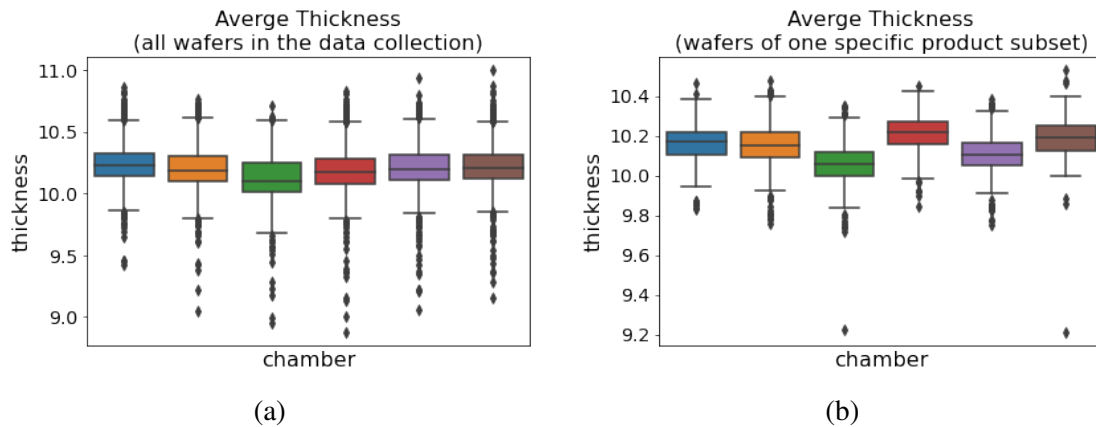 Averge Thickness
(all wafers in the data collection)
11.0
10.5
10.0
9.5
9.0
thickness
chamber
(a)
Averge Thickness
(wafers of one specific product subset)
10.4
10.2
10.0
9.8
9.6
9.4
9.2
thickness
chamber
(b)